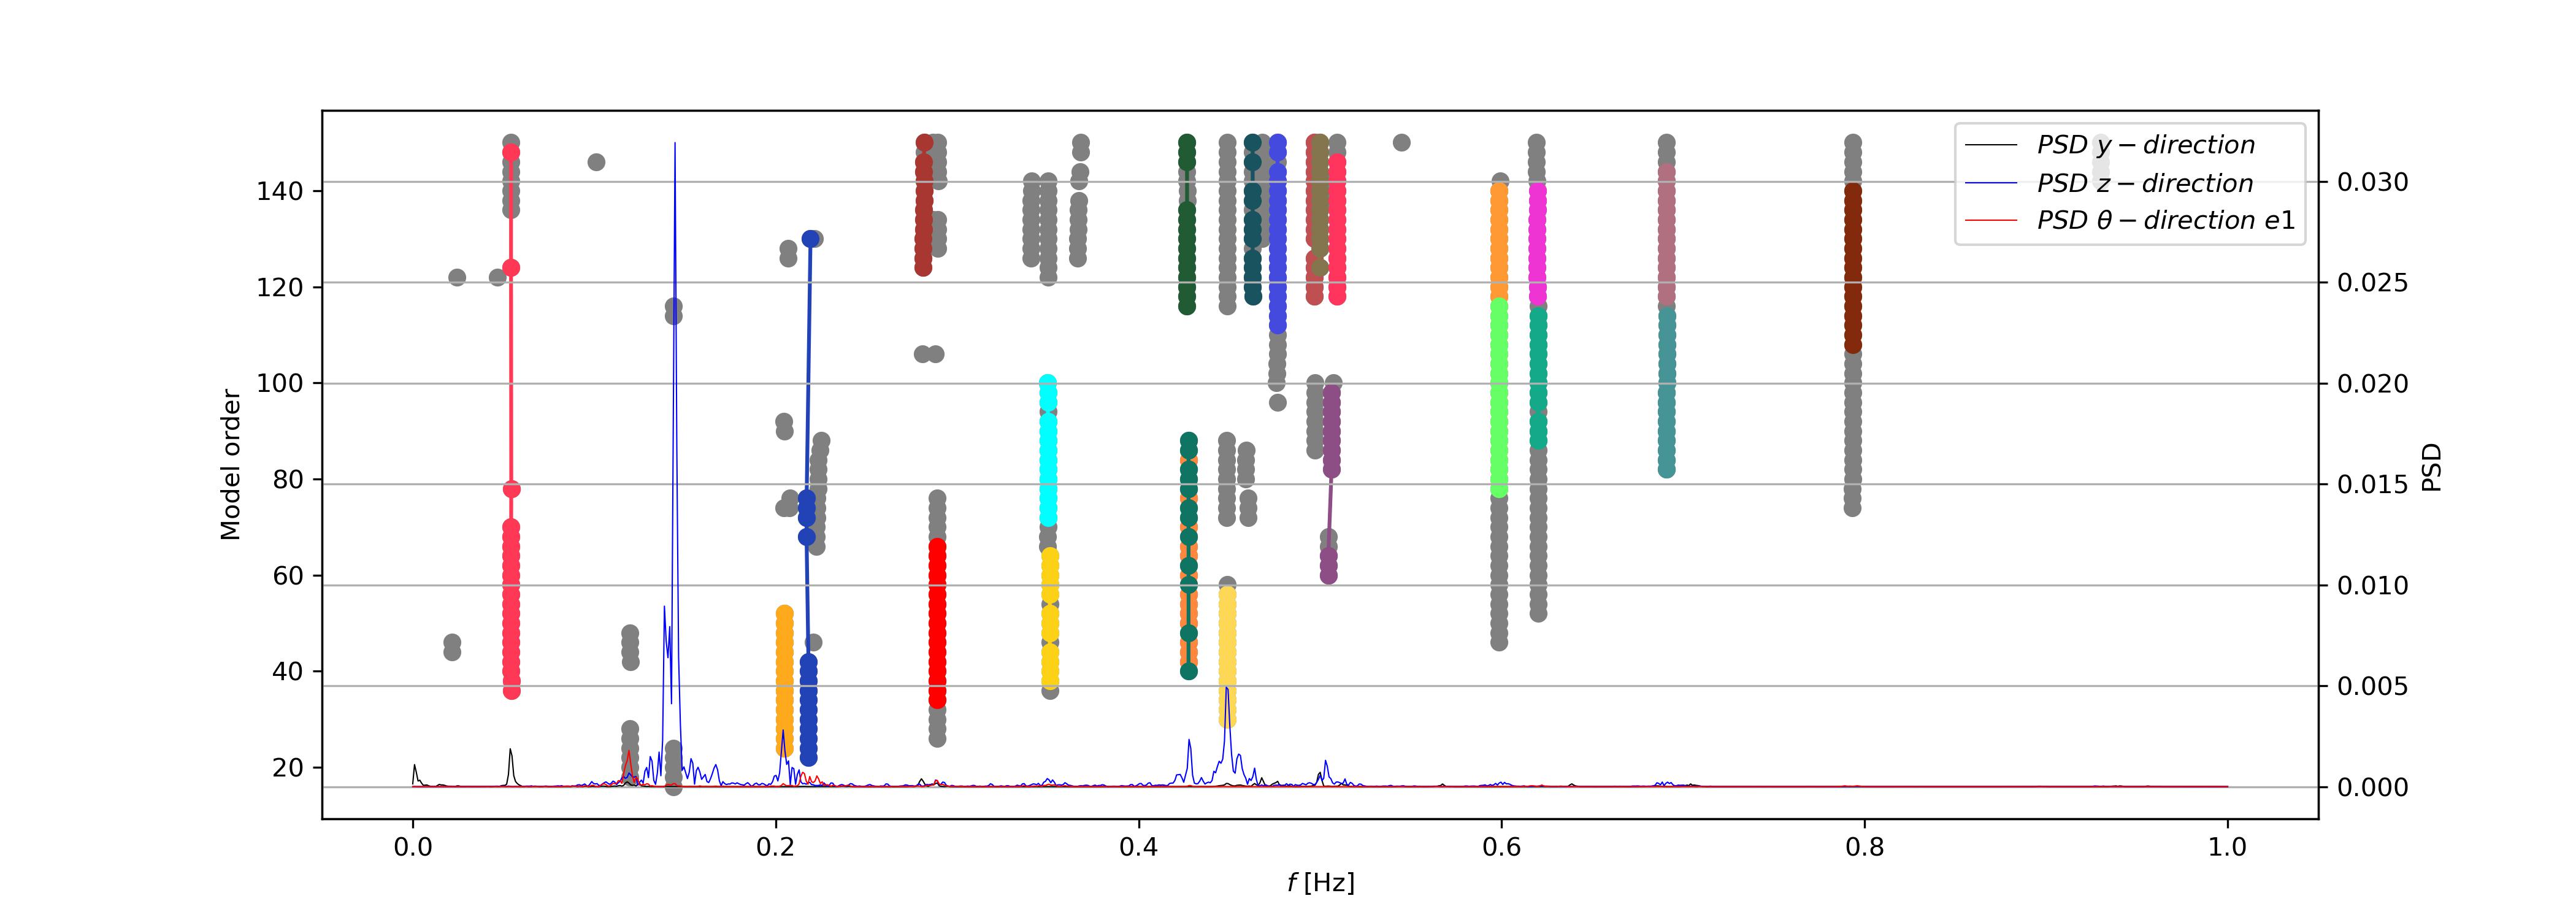 PSD y − direction
PSD z − direction
PSD θ − direction e1
Model order
140
120
100
80
60
40
20
0.030
0.025
0.020
0.015
0.010
0.005
0.000
PSD
0.0 0.2 0.4 0.6 0.8 1.0
f [Hz]